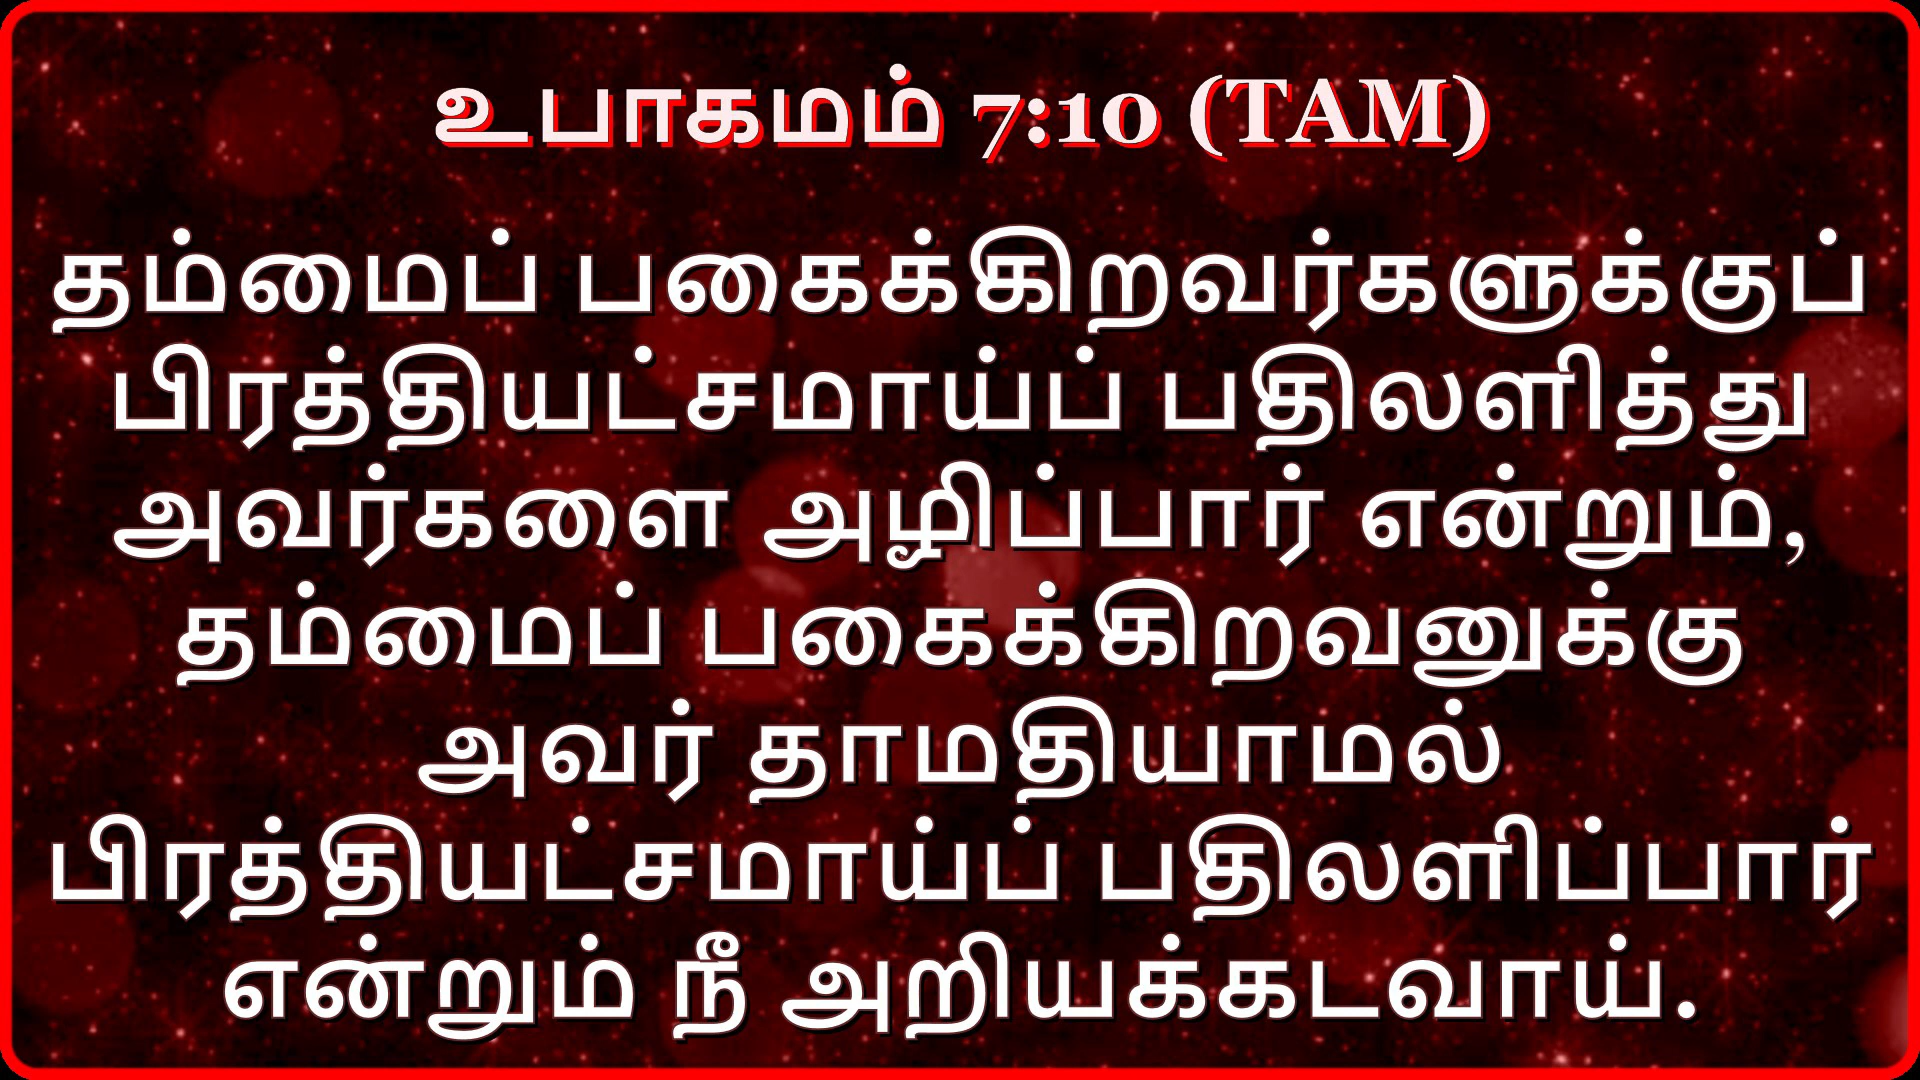 உபாகமம் 7:10 (TAM)
தம்மைப் பகைக்கிறவர்களுக்குப்
பிரத்தியட்சமாய்ப் பதிலளித்து
அவர்களை அழிப்பார் என்றும்,
தம்மைப் பகைக்கிறவனுக்கு
அவர் தாமதியாமல்
பிரத்தியட்சமாய்ப் பதிலளிப்பார்
என்றும் நீ அறியக்கடவாய்.